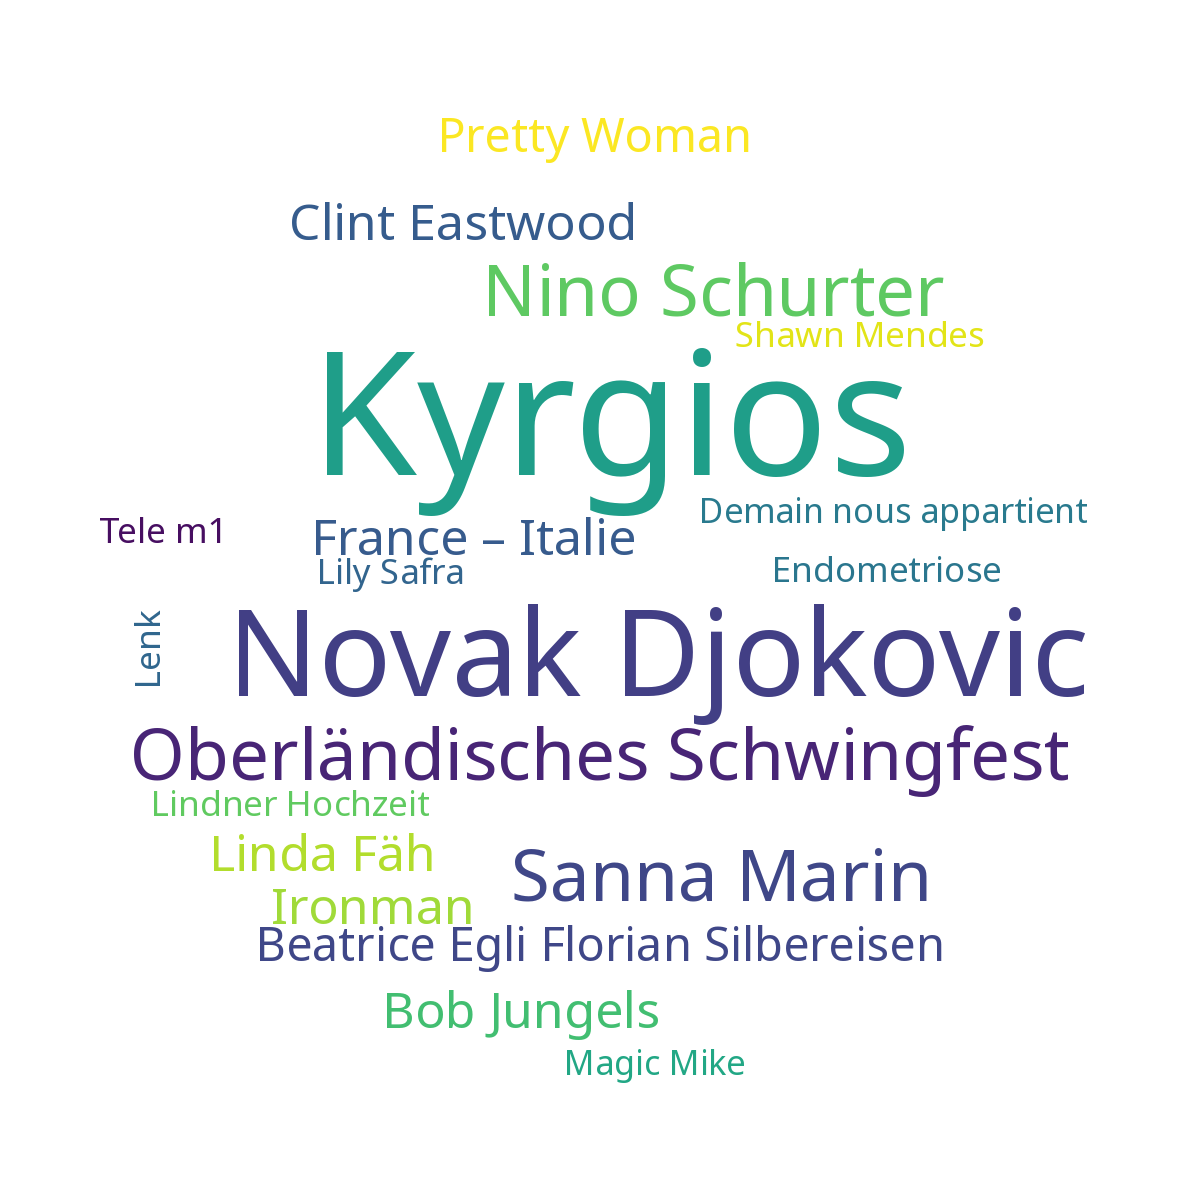 Pretty Woman
Clint Eastwood
Nino Schurter
Shawn Mendes
Kyrgios
Demain nous appartient
Tele m1
France – Italie
Lily Safra
Endometriose
Lenk
Novak Djokovic
Oberländisches Schwingfest
Lindner Hochzeit
Linda Fäh
Sanna Marin
Ironman
Beatrice Egli Florian Silbereisen
Bob Jungels
Magic Mike